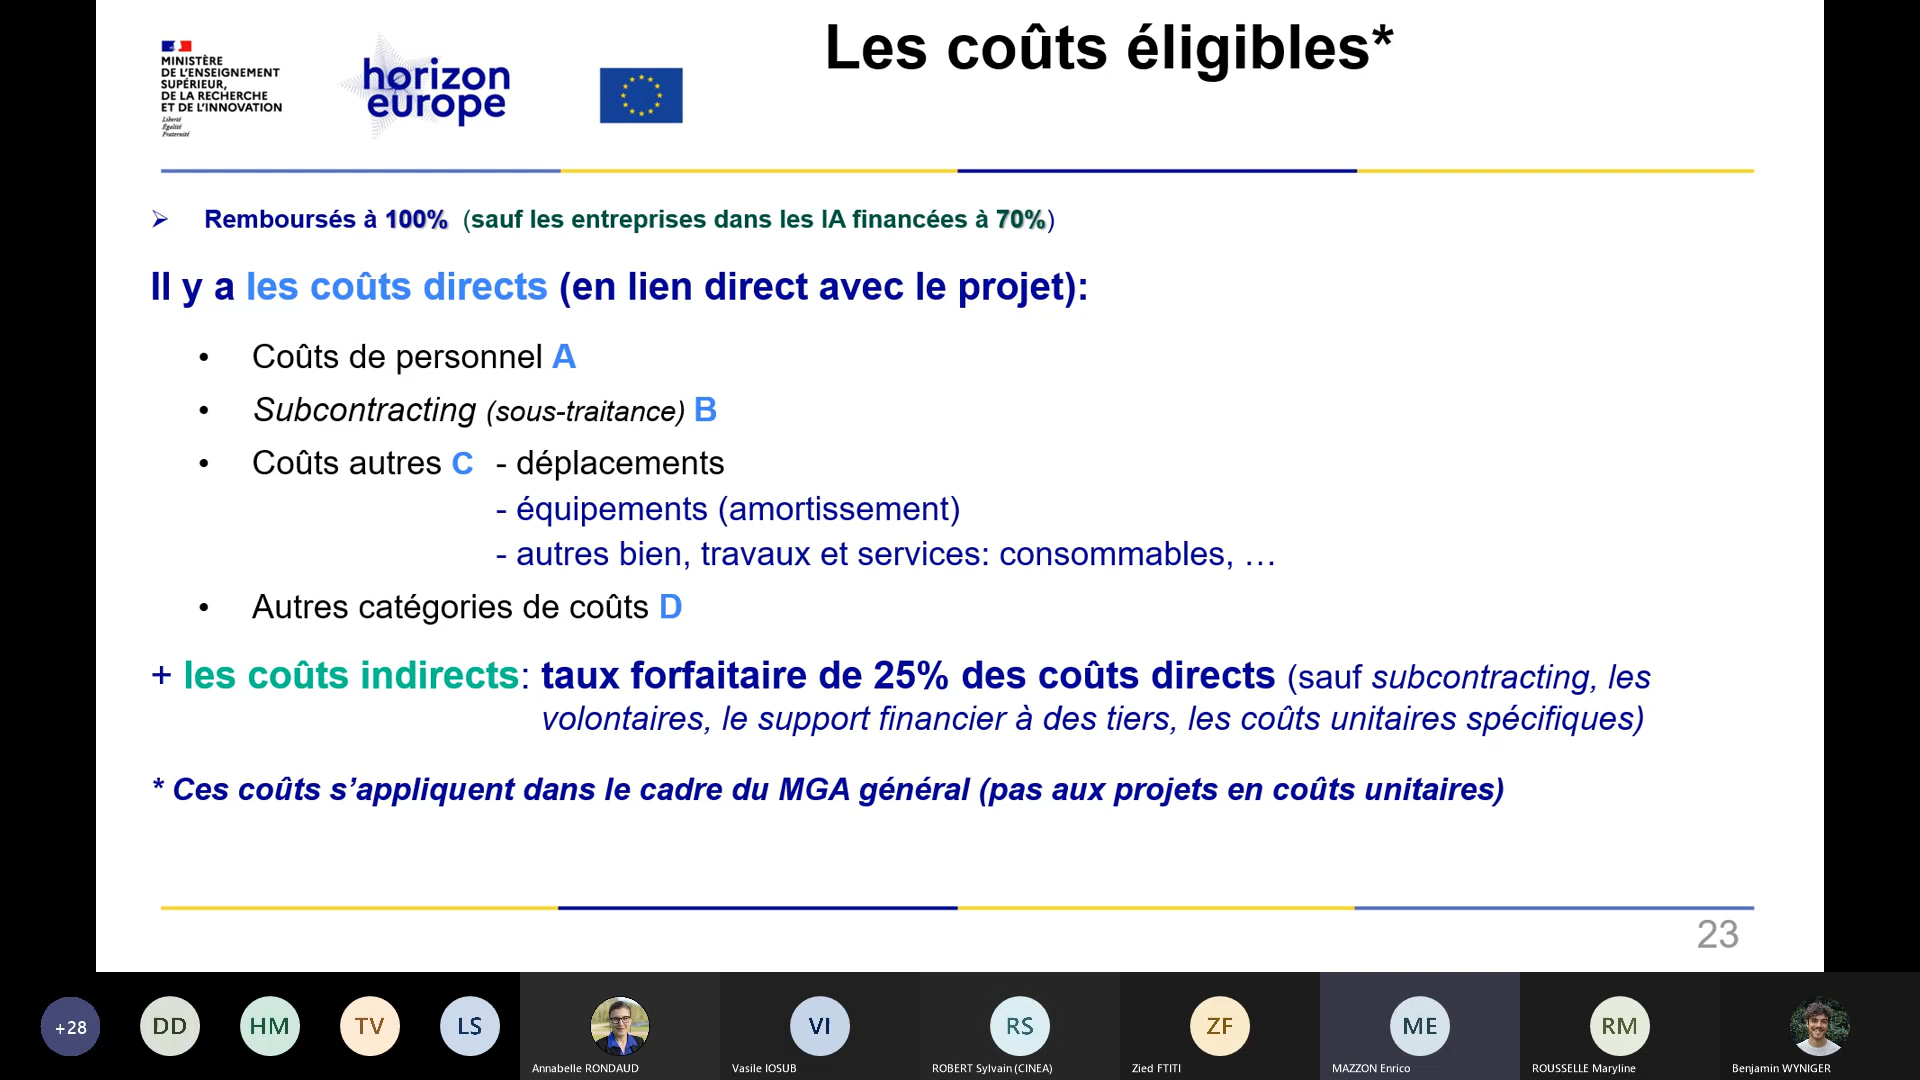 MINISTÈRE
DE L'ENSEIGNEMENT
SUPÉRIEUR,
DE LA RECHERCHE
ET DE L'INNOVATION
Liberté
Égalité
Fraternité
horizon
europe
Les coûts éligibles*
➢ Remboursés à 100% (sauf les entreprises dans les IA financées à 70%)
Il y a les coûts directs (en lien direct avec le projet):
• Coûts de personnel A
• Subcontracting (sous-traitance) B
• Coûts autres C - déplacements
- équipements (amortissement)
- autres bien, travaux et services: consommables, …
• Autres catégories de coûts D
+ les coûts indirects: taux forfaitaire de 25% des coûts directs (sauf subcontracting, les
volontaires, le support financier à des tiers, les coûts unitaires spécifiques)
* Ces coûts s’appliquent dans le cadre du MGA général (pas aux projets en coûts unitaires)
23
+28
DD
HM
TV
LS
Annabelle RONDAUD
VI
Vasile IOSUB
RS
ROBERT Sylvain (CINEA)
ZF
Zied FTITI
ME
MAZZON Enrico
RM
ROUSSELLE Maryline
Benjamin WYNIGER